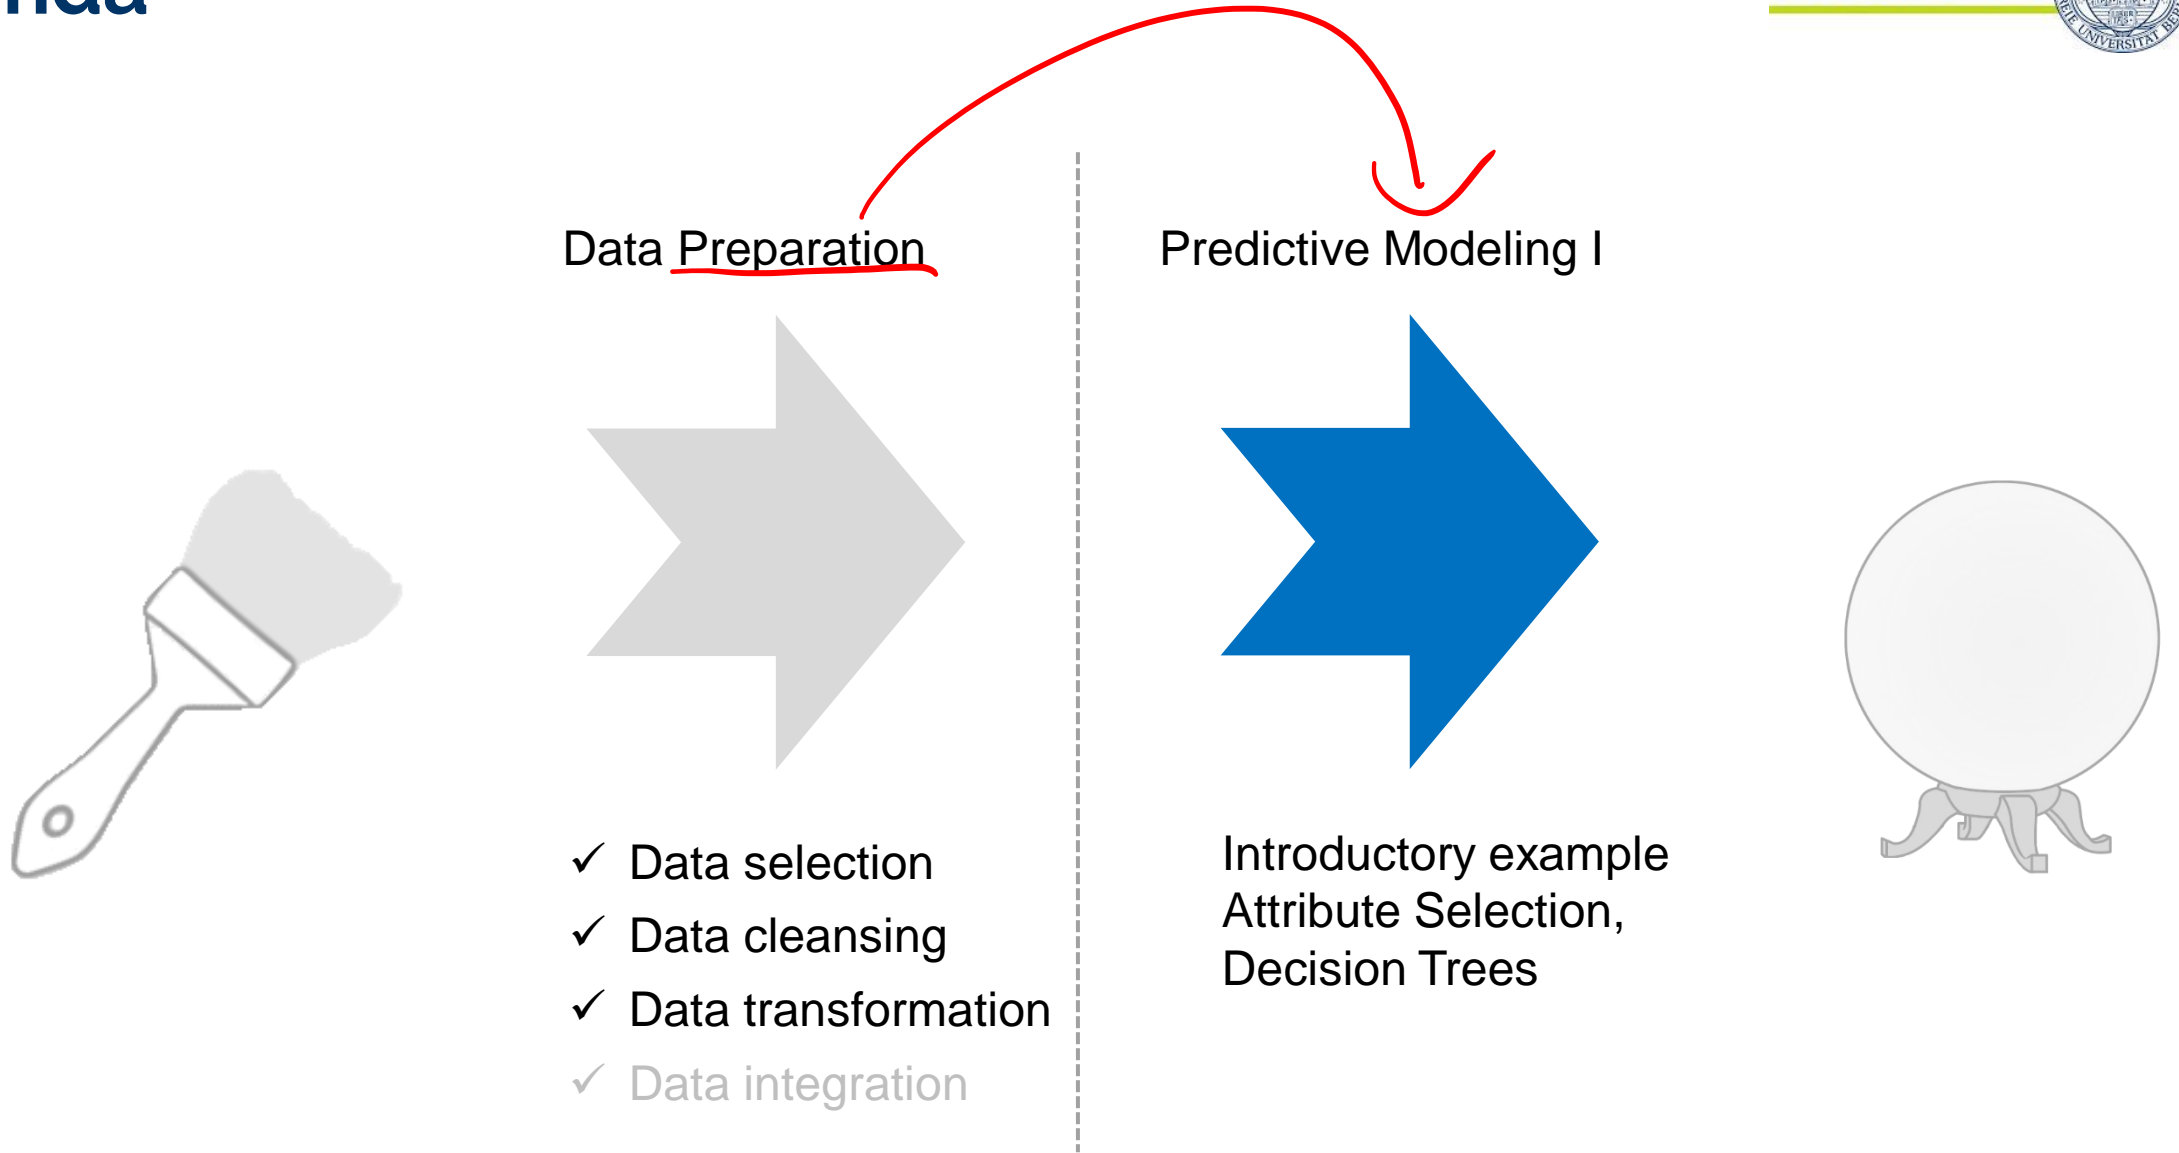 Data Preparation
Predictive Modeling I
✓ Data selection
✓ Data cleansing
✓ Data transformation
✓ Data integration
Introductory example
Attribute Selection,
Decision Trees